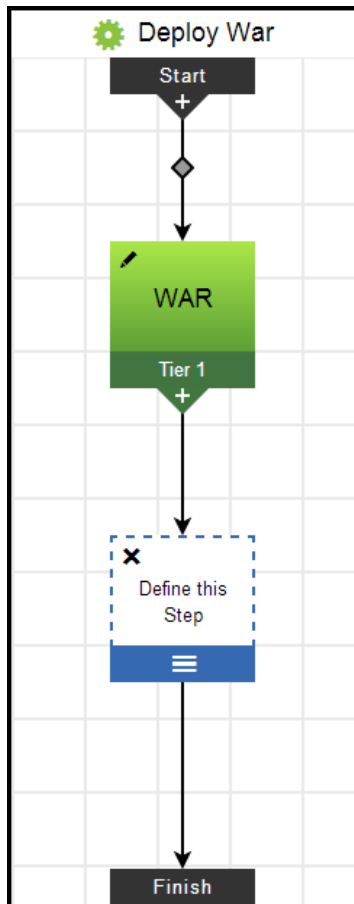 Deploy War
Start
WAR
Tier 1
Define this
Step
Finish